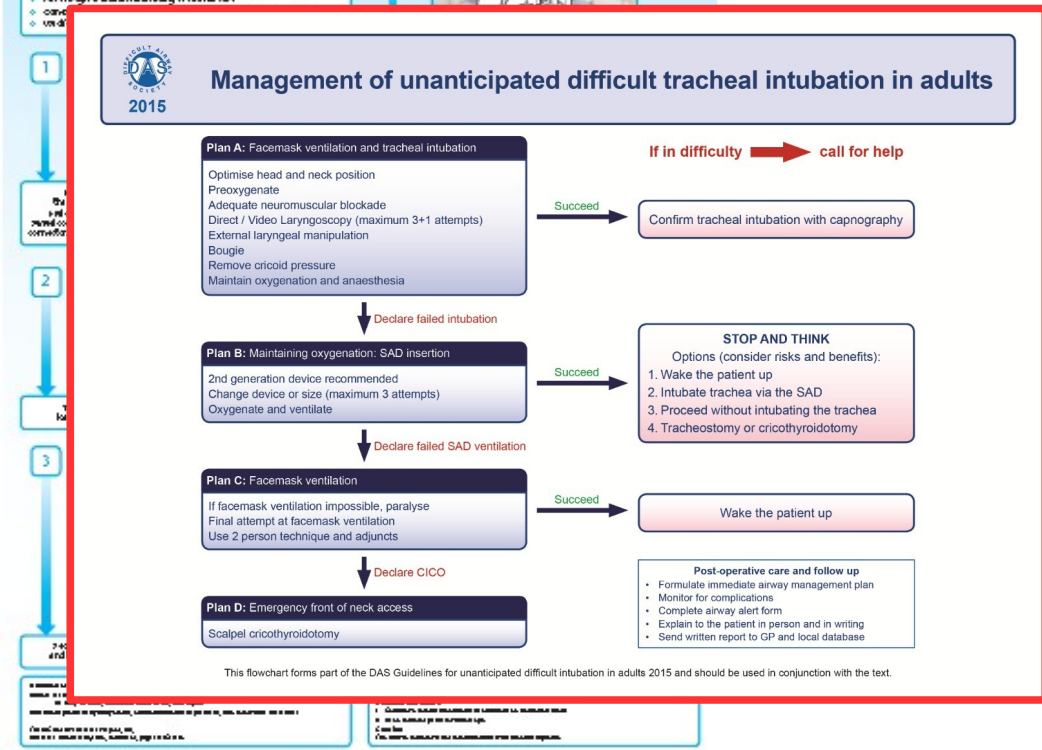 DIFFICULT AIRWAY SOCIETY
DAS
2015
Management of unanticipated difficult tracheal intubation in adults
If in difficulty call for help
Plan A: Facemask ventilation and tracheal intubation
Optimise head and neck position
Preoxygenate
Adequate neuromuscular blockade
Direct / Video Laryngoscopy (maximum 3+1 attempts)
External laryngeal manipulation
Bougie
Remove cricoid pressure
Maintain oxygenation and anaesthesia
Succeed
Confirm tracheal intubation with capnography
Declare failed intubation
Plan B: Maintaining oxygenation: SAD insertion
2nd generation device recommended
Change device or size (maximum 3 attempts)
Oxygenate and ventilate
Succeed
STOP AND THINK
Options (consider risks and benefits):
1. Wake the patient up
2. Intubate trachea via the SAD
3. Proceed without intubating the trachea
4. Tracheostomy or cricothyroidotomy
Declare failed SAD ventilation
Plan C: Facemask ventilation
If facemask ventilation impossible, paralyse
Final attempt at facemask ventilation
Use 2 person technique and adjuncts
Succeed
Wake the patient up
Declare CICO
Plan D: Emergency front of neck access
Scalpel cricothyroidotomy
Post-operative care and follow up
• Formulate immediate airway management plan
• Monitor for complications
• Complete airway alert form
• Explain to the patient in person and in writing
• Send written report to GP and local database
This flowchart forms part of the DAS Guidelines for unanticipated difficult intubation in adults 2015 and should be used in conjunction with the text.
1
2
3